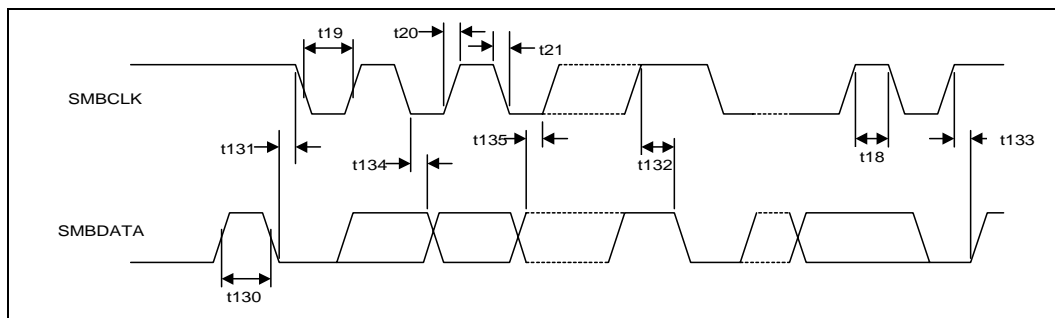 t19
t20
t21
SMBCLK
t131
t134
t135
t132
t18
t133
SMBDATA
t130